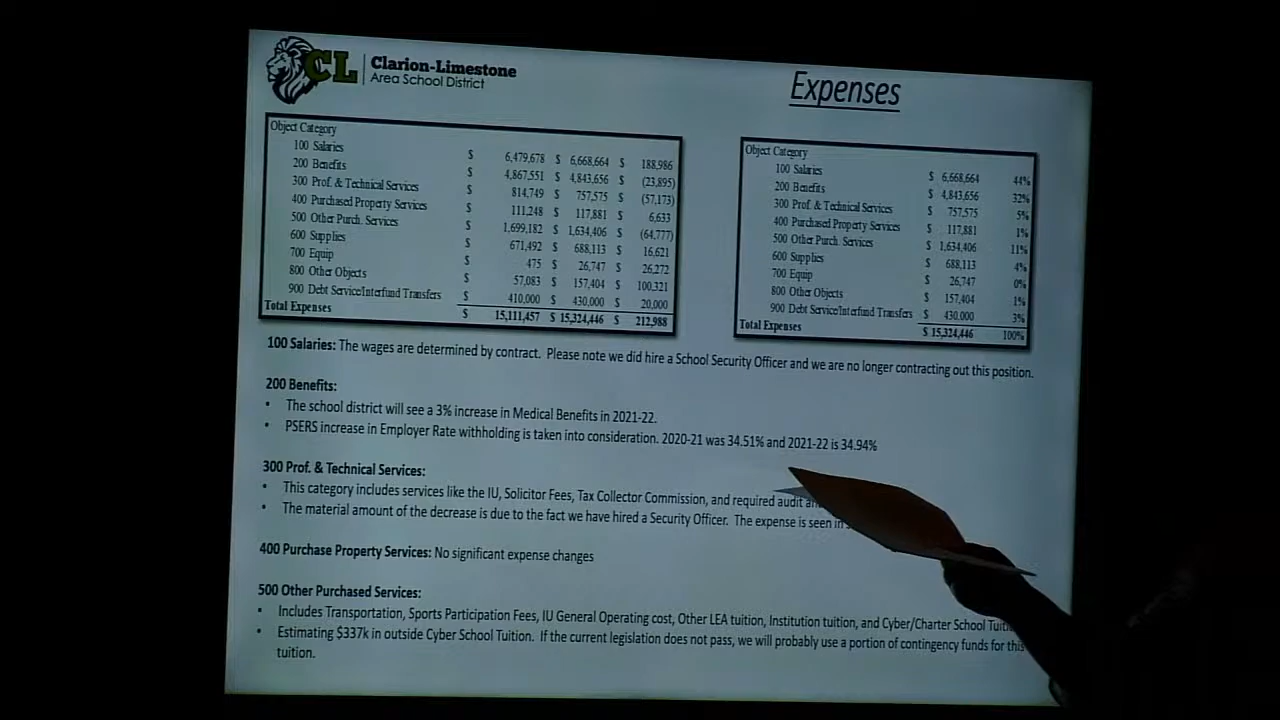 CL Clarion-Limestone
Area School District
Expenses
Object Category
100 Salaries $ 6,479,678 $ 6,668,664 $ 188,986
200 Benefits $ 4,867,551 $ 4,843,656 $ (23,895)
300 Prof. & Technical Services $ 814,749 $ 757,575 $ (57,173)
400 Purchased Property Services $ 111,248 $ 117,881 $ 6,633
500 Other Purch. Services $ 1,699,182 $ 1,634,406 $ (64,777)
600 Supplies $ 671,492 $ 688,113 $ 16,621
700 Equip $ 475 $ 26,747 $ 26,272
800 Other Objects $ 57,083 $ 157,404 $ 100,321
900 Debt Service Interfund Transfers $ 410,000 $ 430,000 $ 20,000
Total Expenses $ 15,111,457 $ 15,324,446 $ 212,988
Object Category
100 Salaries $ 6,668,664 44%
200 Benefits $ 4,843,656 32%
300 Prof. & Technical Services $ 757,575 5%
400 Purchased Property Services $ 117,881 1%
500 Other Purch. Services $ 1,634,406 11%
600 Supplies $ 688,113 4%
700 Equip $ 26,747 0%
800 Other Objects $ 157,404 1%
900 Debt Service Interfund Transfers $ 430,000 3%
Total Expenses $ 15,324,446 100%
100 Salaries: The wages are determined by contract. Please note we did hire a School Security Officer and we are no longer contracting out this position.
200 Benefits:
• The school district will see a 3% increase in Medical Benefits in 2021-22.
• PSERS increase in Employer Rate withholding is taken into consideration. 2020-21 was 34.51% and 2021-22 is 34.94%
300 Prof. & Technical Services:
• This category includes services like the IU, Solicitor Fees, Tax Collector Commission, and required audit
• The material amount of the decrease is due to the fact we have hired a Security Officer. The expense is seen in
400 Purchase Property Services: No significant expense changes
500 Other Purchased Services:
• Includes Transportation, Sports Participation Fees, IU General Operating cost, Other LEA tuition, Institution tuition, and Cyber/Charter School
• Estimating $337k in outside Cyber School Tuition. If the current legislation does not pass, we will probably use a portion of contingency funds for this
tuition.